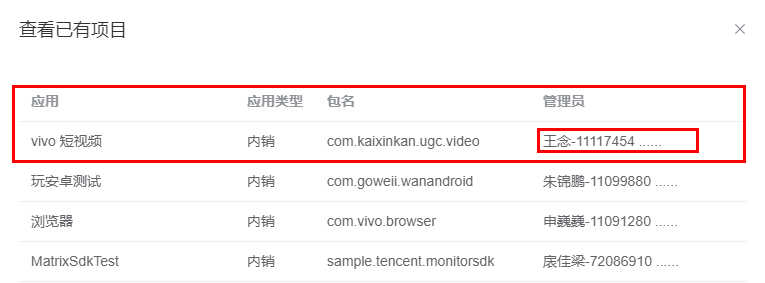 查看已有项目
应用 应用类型 包名 管理员
vivo 短视频 内销 com.kaixinkan.ugc.video 王念-11117454 ......
玩安卓测试 内销 com.goweii.wanandroid 朱锦鹏-11099880 ......
浏览器 内销 com.vivo.browser 申巍巍-11091280 ......
MatrixSdkTest 内销 sample.tencent.monitorsdk 佳梁-72086910 ......